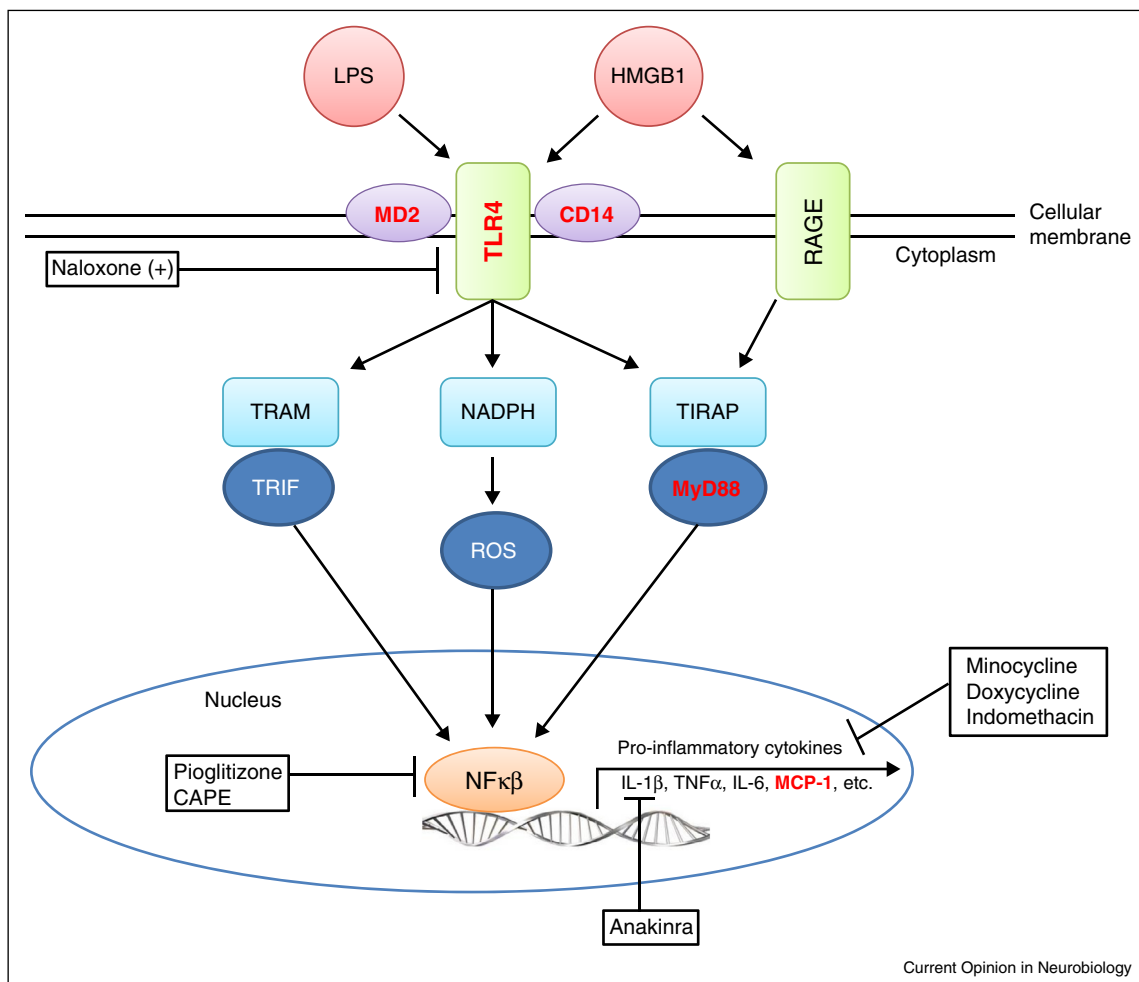 LPS
HMGB1
MD2
TLR4
CD14
RAGE
Cellular
membrane
Cytoplasm
Naloxone (+)
TRAM
NADPH
TIRAP
TRIF
MyD88
ROS
Nucleus
Minocycline
Doxycycline
Indomethacin
Pro-inflammatory cytokines
IL-1β, TNFα, IL-6, MCP-1, etc.
Pioglitizone
CAPE
NFκβ
Anakinra
Current Opinion in Neurobiology